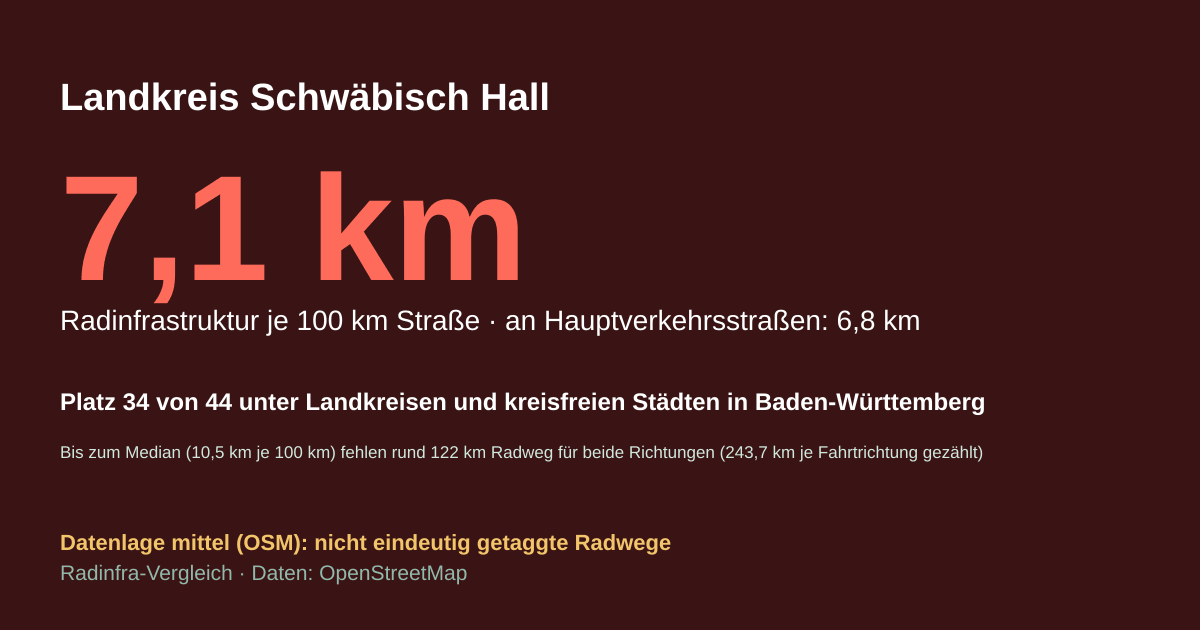 Landkreis Schwäbisch Hall
7,1 km
Radinfrastruktur je 100 km Straße · an Hauptverkehrsstraßen: 6,8 km
Platz 34 von 44 unter Landkreisen und kreisfreien Städten in Baden-Württemberg
Bis zum Median (10,5 km je 100 km) fehlen rund 122 km Radweg für beide Richtungen (243,7 km je Fahrtrichtung gezählt)
Datenlage mittel (OSM): nicht eindeutig getaggte Radwege
Radinfra-Vergleich · Daten: OpenStreetMap